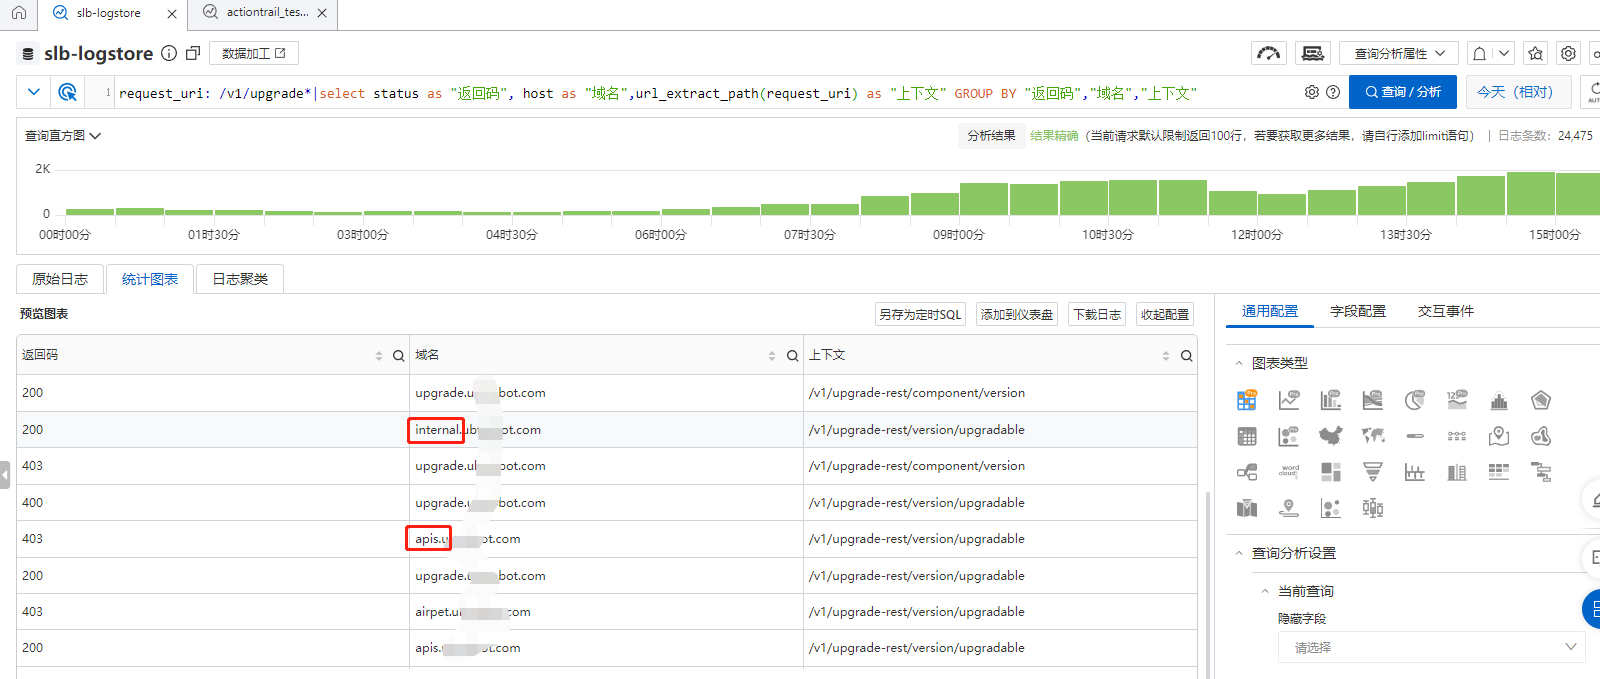 slb-logstore
actiontrail_tes...
slb-logstore 数据加工 查询分析属性
1 request_uri: /v1/upgrade*|select status as "返回码", host as "域名",url_extract_path(request_uri) as "上下文" GROUP BY "返回码","域名","上下文" 查询 / 分析 今天（相对）
查询直方图 分析结果 结果精确（当前请求默认限制返回100行，若要获取更多结果，请自行添加limit语句） | 日志条数：24,475
2K
0
00时00分 01时30分 03时00分 04时30分 06时00分 07时30分 09时00分 10时30分 12时00分 13时30分 15时00分
原始日志 统计图表 日志聚类
预览图表 另存为定时SQL 添加到仪表盘 下载日志 收起配置
返回码 域名 上下文
200 upgrade.u bot.com /v1/upgrade-rest/component/version
200 internal.ub ot.com /v1/upgrade-rest/version/upgradable
403 upgrade.u bot.com /v1/upgrade-rest/component/version
400 upgrade.u bot.com /v1/upgrade-rest/version/upgradable
403 apis.u ot.com /v1/upgrade-rest/version/upgradable
200 upgrade.u bot.com /v1/upgrade-rest/version/upgradable
403 airpet.u .com /v1/upgrade-rest/version/upgradable
200 apis. ot.com /v1/upgrade-rest/version/upgradable
通用配置 字段配置 交互事件
图表类型
Pro Pro Pro Pro Pro 123 Pro
Pro
word cloud
查询分析设置
当前查询
隐藏字段
请选择